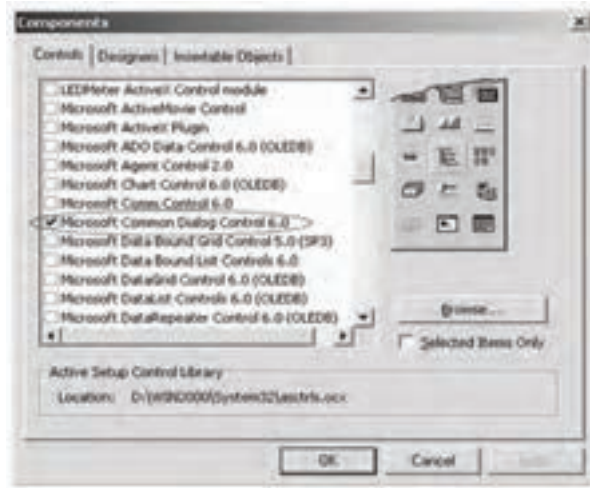 Components
Controls | Designers | Insertable Objects
LEDMeter ActiveX Control module
Microsoft ActiveMovie Control
Microsoft ActiveX Plugin
Microsoft ADO Data Control 6.0 (OLEDB)
Microsoft Agent Control 2.0
Microsoft Chart Control 6.0 (OLEDB)
Microsoft Comm Control 6.0
Microsoft Common Dialog Control 6.0
Microsoft Data Bound Grid Control 5.0 (SP3)
Microsoft Data Bound List Controls 6.0
Microsoft DataGrid Control 6.0 (OLEDB)
Microsoft DataList Controls 6.0 (OLEDB)
Microsoft DataRepeater Control 6.0 (OLEDB)
Browse...
Selected Items Only
Active Setup Control Library
Location: D:\WIN2000\System32\asctrls.ocx
OK
Cancel